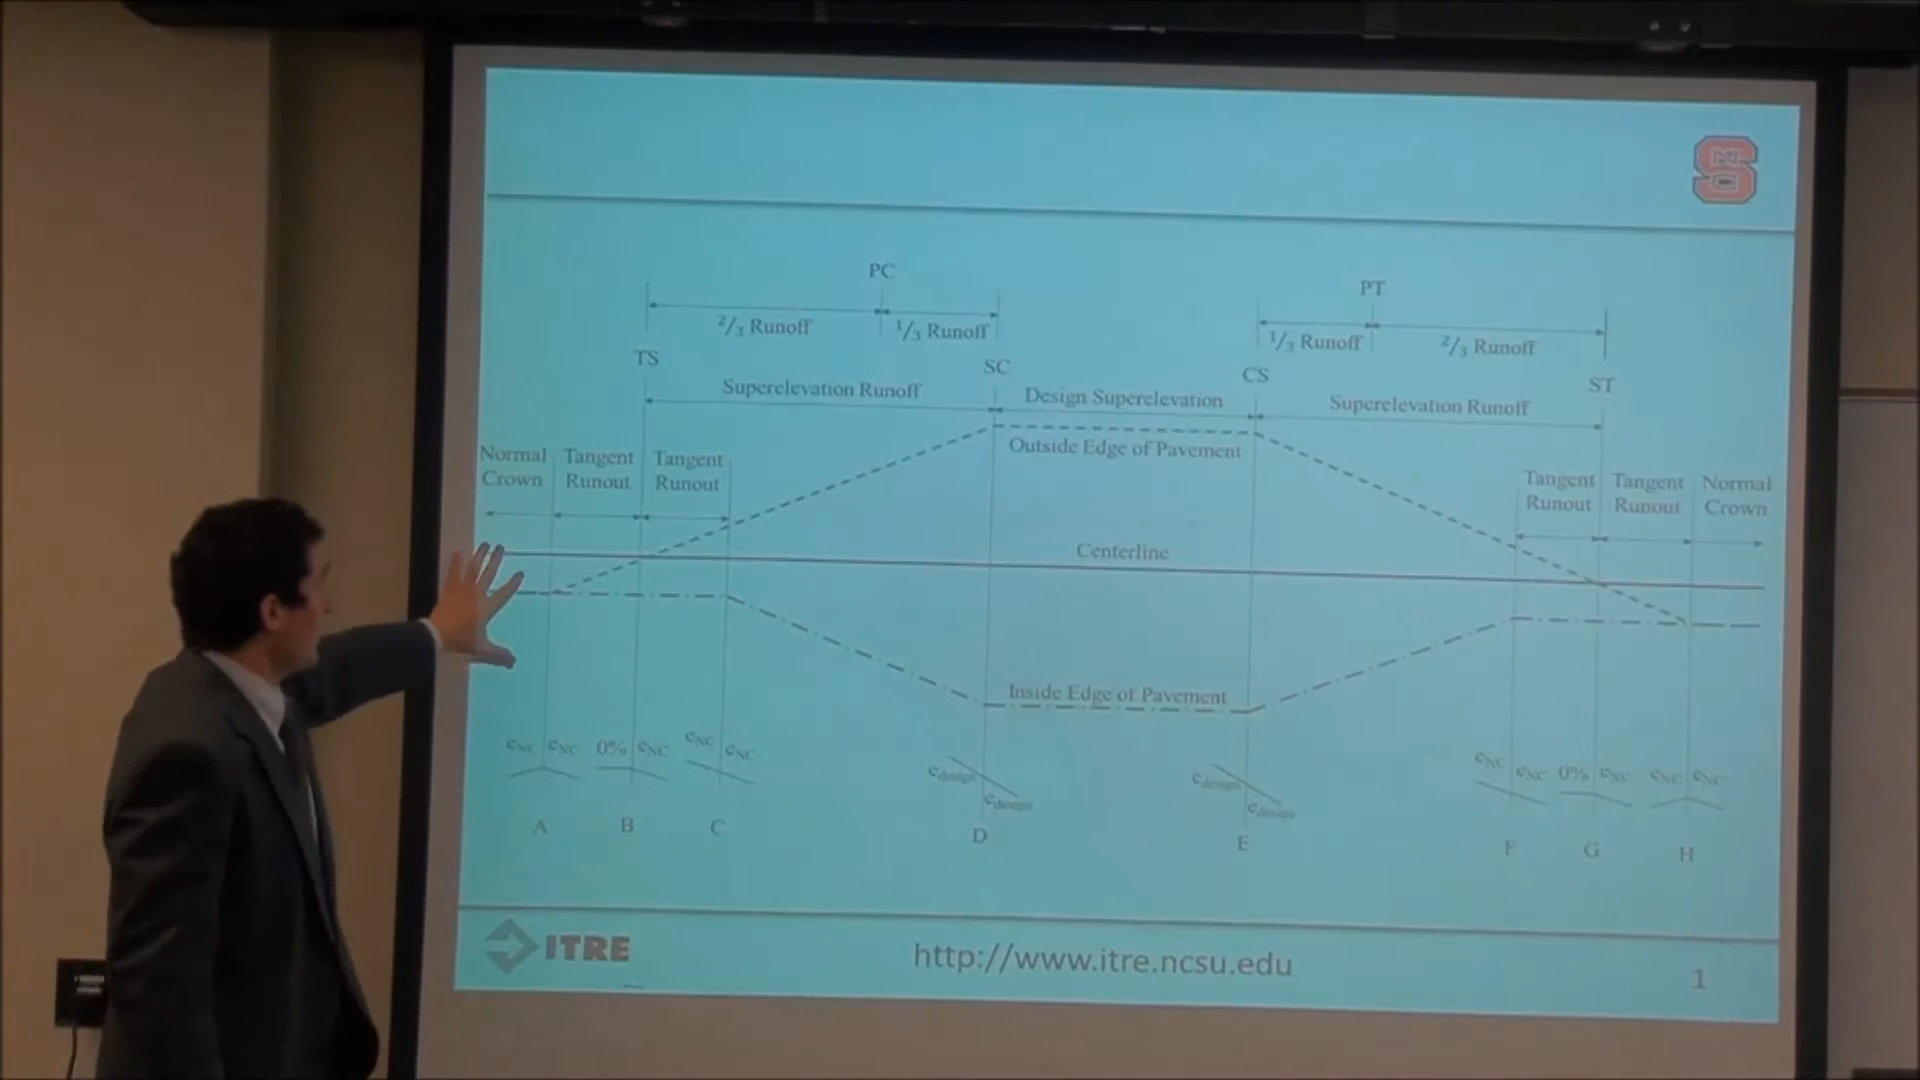 PC
PT
2/3 Runoff
1/3 Runoff
1/3 Runoff
2/3 Runoff
TS
SC
CS
ST
Superelevation Runoff
Design Superelevation
Superelevation Runoff
Normal
Crown
Tangent
Runout
Tangent
Runout
Outside Edge of Pavement
Tangent
Runout
Tangent
Runout
Normal
Crown
Centerline
Inside Edge of Pavement
eNC eNC
0% eNC
eNC eNC
edesign
edesign
edesign
edesign
eNC eNC
0% eNC
eNC eNC
A
B
C
D
E
F
G
H
ITRE
http://www.itre.ncsu.edu
1